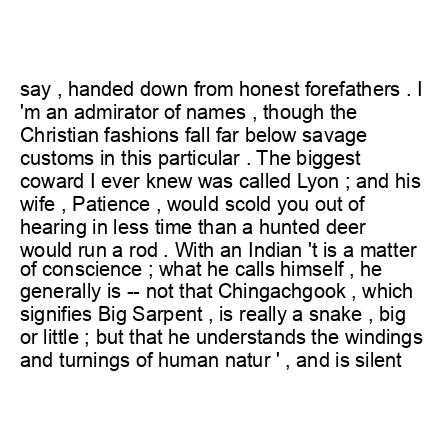 say , handed down from honest forefathers . I
'm an admirator of names , though the
Christian fashions fall far below savage
customs in this particular . The biggest
coward I ever knew was called Lyon ; and his
wife , Patience , would scold you out of
hearing in less time than a hunted deer
would run a rod . With an Indian 't is a matter
of conscience ; what he calls himself , he
generally is -- not that Chingachgook , which
signifies Big Sarpent , is really a snake , big
or little ; but that he understands the windings
and turnings of human natur ' , and is silent